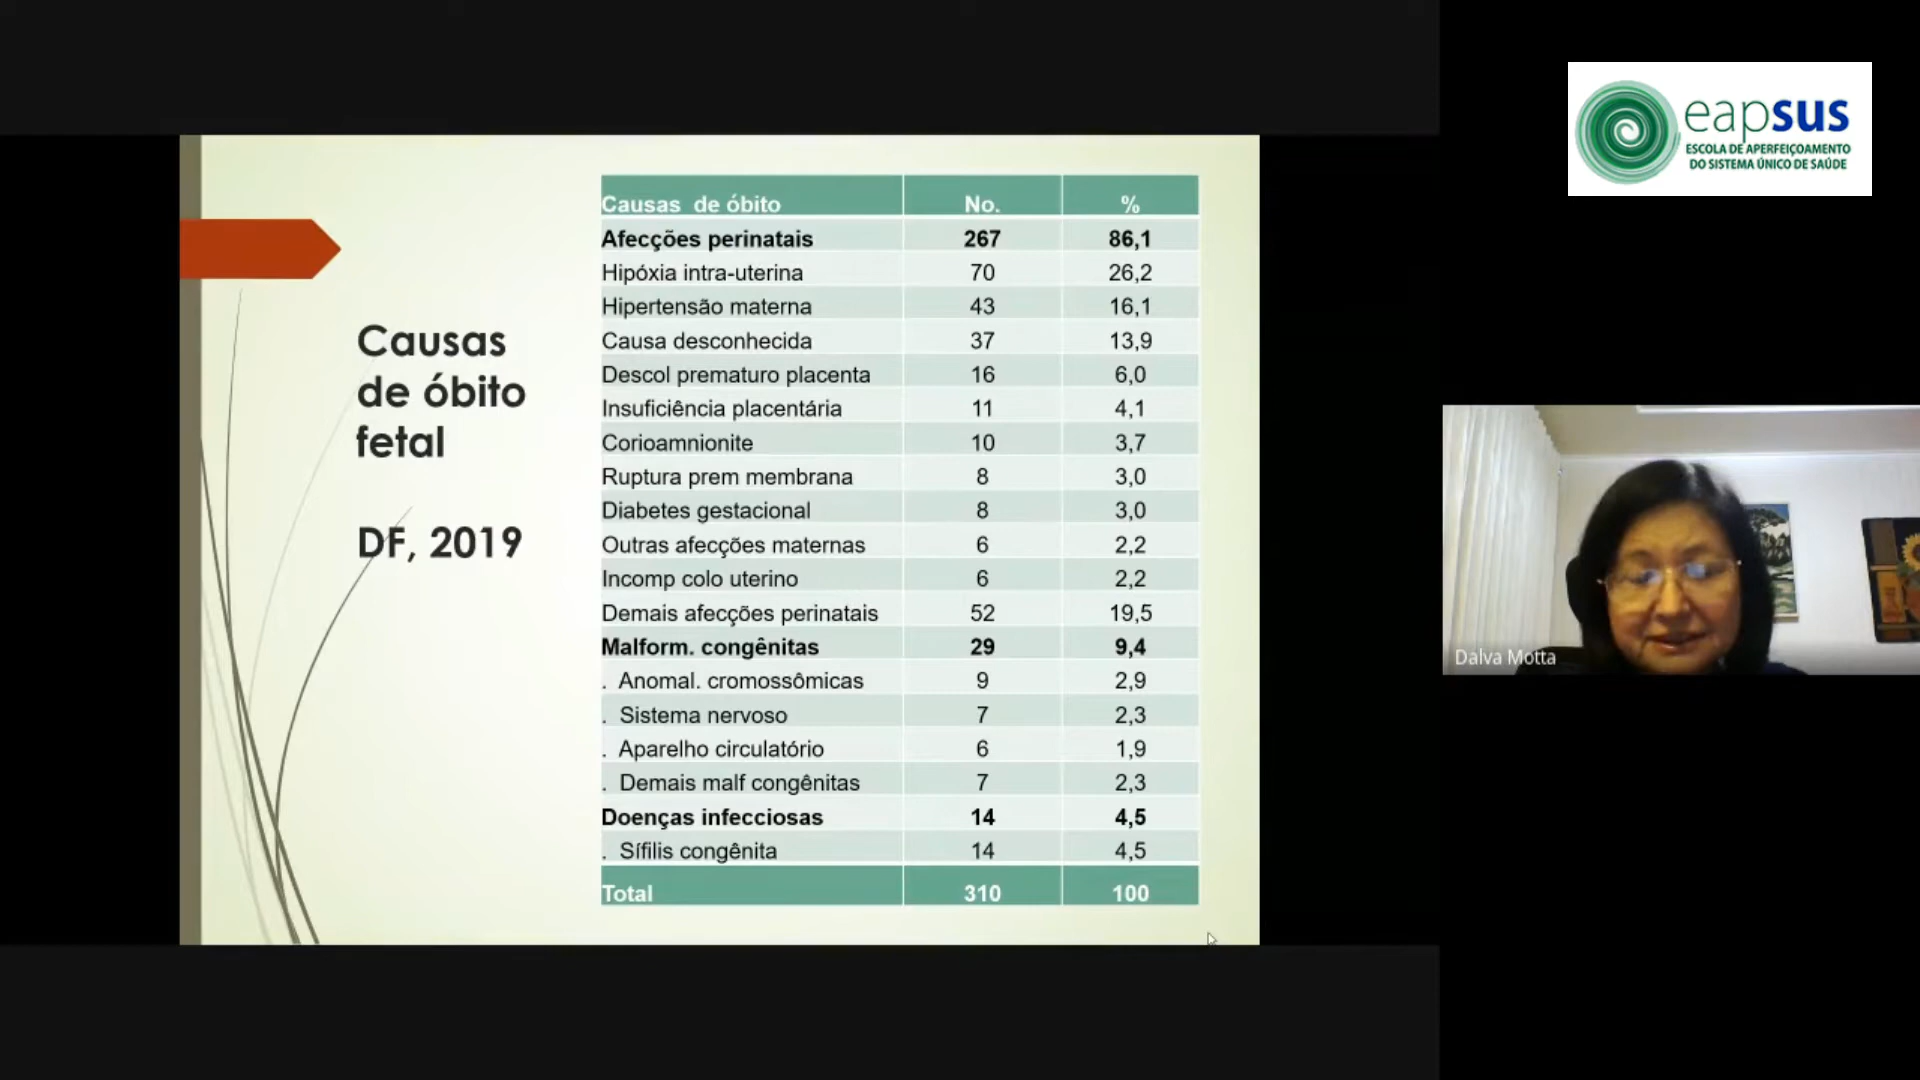 eapsus
ESCOLA DE APERFEIÇOAMENTO
DO SISTEMA ÚNICO DE SAÚDE
Causas
de óbito
fetal
DF, 2019
Causas de óbito No. %
Afecções perinatais 267 86,1
Hipóxia intra-uterina 70 26,2
Hipertensão materna 43 16,1
Causa desconhecida 37 13,9
Descol prematuro placenta 16 6,0
Insuficiência placentária 11 4,1
Corioamnionite 10 3,7
Ruptura prem membrana 8 3,0
Diabetes gestacional 8 3,0
Outras afecções maternas 6 2,2
Incomp colo uterino 6 2,2
Demais afecções perinatais 52 19,5
Malform. congênitas 29 9,4
. Anomal. cromossômicas 9 2,9
. Sistema nervoso 7 2,3
. Aparelho circulatório 6 1,9
. Demais malf congênitas 7 2,3
Doenças infecciosas 14 4,5
. Sífilis congênita 14 4,5
Total 310 100
Dalva Motta